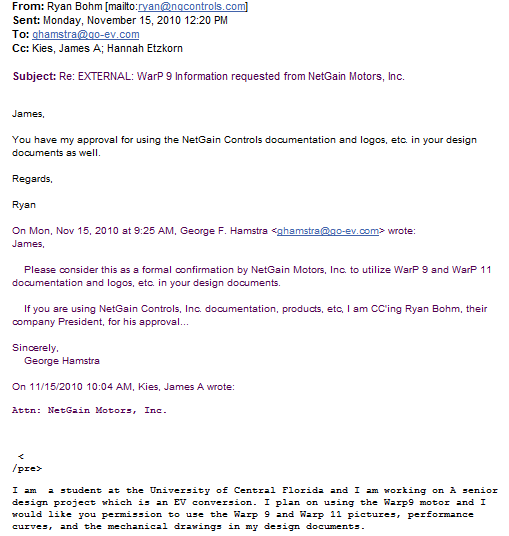 From: Ryan Bohm [mailto:ryan@ngcontrols.com]
Sent: Monday, November 15, 2010 12:20 PM
To: ghamstra@go-ev.com
Cc: Kies, James A; Hannah Etzkorn
Subject: Re: EXTERNAL: WarP 9 Information requested from NetGain Motors, Inc.
James,
You have my approval for using the NetGain Controls documentation and logos, etc. in your design
documents as well.
Regards,
Ryan
On Mon, Nov 15, 2010 at 9:25 AM, George F. Hamstra <ghamstra@go-ev.com> wrote:
James,
Please consider this as a formal confirmation by NetGain Motors, Inc. to utilize WarP 9 and WarP 11
documentation and logos, etc. in your design documents.
If you are using NetGain Controls, Inc. documentation, products, etc, I am CC'ing Ryan Bohm, their
company President, for his approval...
Sincerely,
George Hamstra
On 11/15/2010 10:04 AM, Kies, James A wrote:
Attn: NetGain Motors, Inc.
<
/pre>
I am  a student at the University of Central Florida and I am working on A senior
design project which is an EV conversion. I plan on using the Warp9 motor and I
would like you permission to use the Warp 9 and Warp 11 pictures, performance
curves, and the mechanical drawings in my design documents.